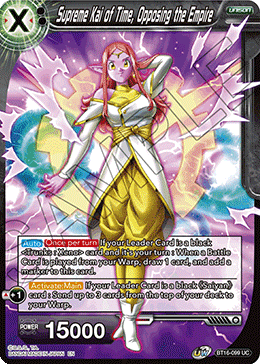 X
Supreme Kai of Time, Opposing the Empire
UNISON
Auto Once per turn If your Leader Card is a black
<Trunks : Xeno> card and it's your turn : When a Battle
Card is played from your Warp, draw 1 card, and add a
marker to this card.
+1
Activate: Main If your Leader Card is a black ≪Saiyan≫
card : Send up to 3 cards from the top of your deck to
your Warp.
POWER
15000
BT16-099 UC